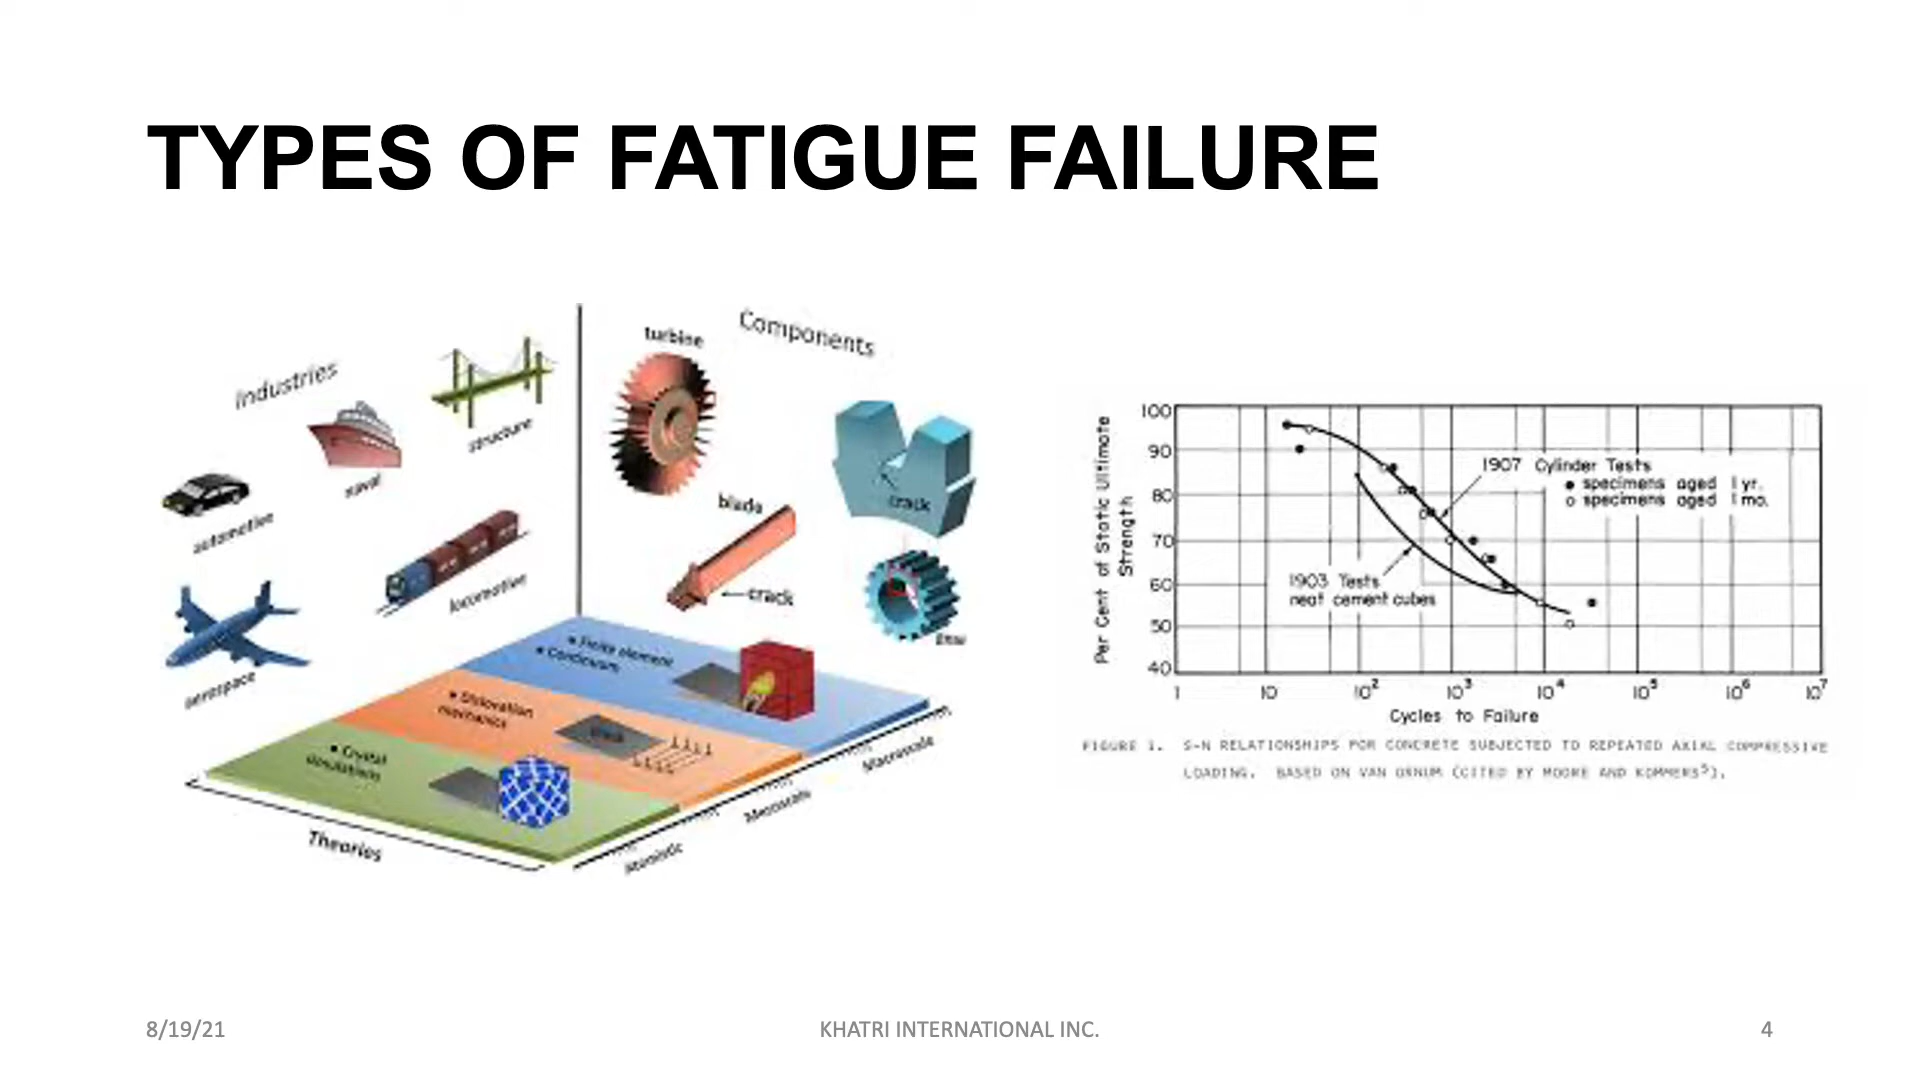 TYPES OF FATIGUE FAILURE
Industries
structure
naval
automotive
locomotive
aerospace
Components
turbine
blade
crack
crack
• Finite element
• Continuum
• Dislocation
mechanics
• Crystal
simulations
Theories
Atomistic
Mesoscale
Macroscale
Per Cent of Static Ultimate
Strength
100
90
80
70
60
50
40
1 10 10² 10³ 10⁴ 10⁵ 10⁶ 10⁷
Cycles to Failure
1907 Cylinder Tests
● specimens aged 1 yr.
○ specimens aged 1 mo.
1903 Tests
neat cement cubes
FIGURE 1. S-N RELATIONSHIPS FOR CONCRETE SUBJECTED TO REPEATED AXIAL COMPRESSIVE
LOADING. BASED ON VAN ORNUM (CITED BY MOORE AND KOMMERS⁵).
8/19/21
KHATRI INTERNATIONAL INC.
4